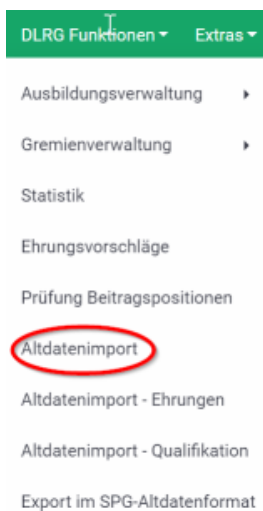 DLRG Funktionen Extras
Ausbildungsverwaltung
Gremienverwaltung
Statistik
Ehrungsvorschläge
Prüfung Beitragspositionen
Altdatenimport
Altdatenimport - Ehrungen
Altdatenimport - Qualifikation
Export im SPG-Altdatenformat